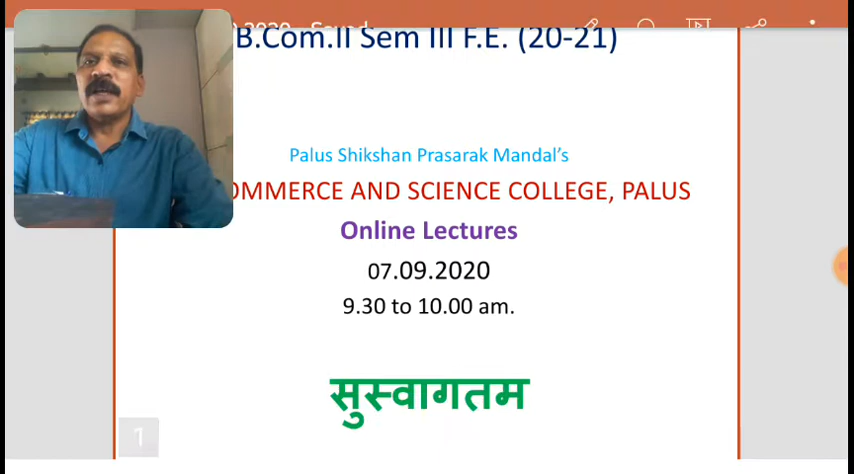 B.Com.II Sem III F.E. (20-21)
Palus Shikshan Prasarak Mandal's
COMMERCE AND SCIENCE COLLEGE, PALUS
Online Lectures
07.09.2020
9.30 to 10.00 am.
सुस्वागतम
1